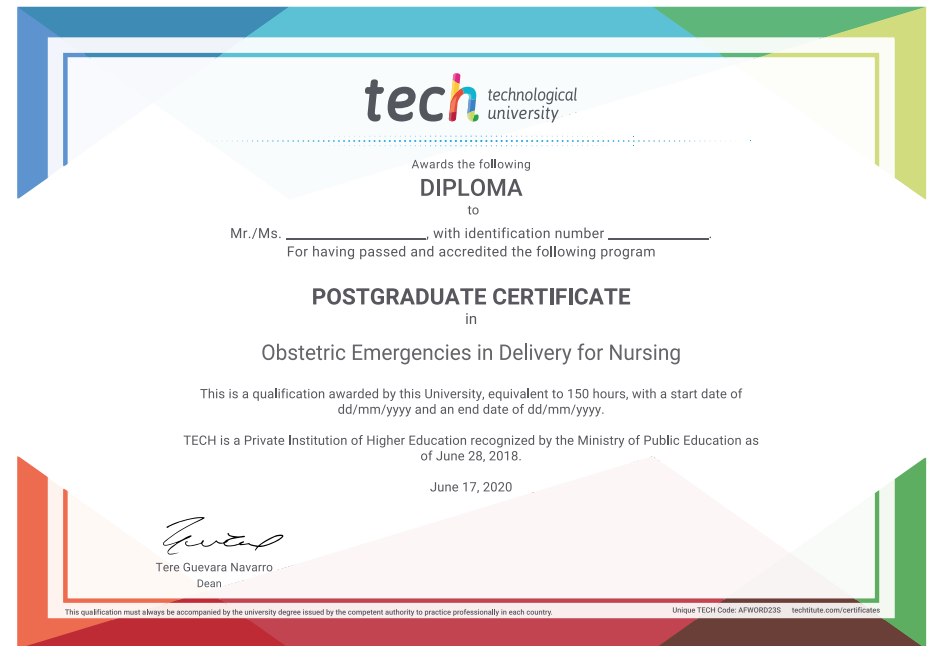 tech technological
university
Awards the following
DIPLOMA
to
Mr./Ms. ____________________, with identification number ______________.
For having passed and accredited the following program
POSTGRADUATE CERTIFICATE
in
Obstetric Emergencies in Delivery for Nursing
This is a qualification awarded by this University, equivalent to 150 hours, with a start date of
dd/mm/yyyy and an end date of dd/mm/yyyy.
TECH is a Private Institution of Higher Education recognized by the Ministry of Public Education as
of June 28, 2018.
June 17, 2020
Tere Guevara Navarro
Dean
This qualification must always be accompanied by the university degree issued by the competent authority to practice professionally in each country.
Unique TECH Code: AFWORD23S techtitute.com/certificates